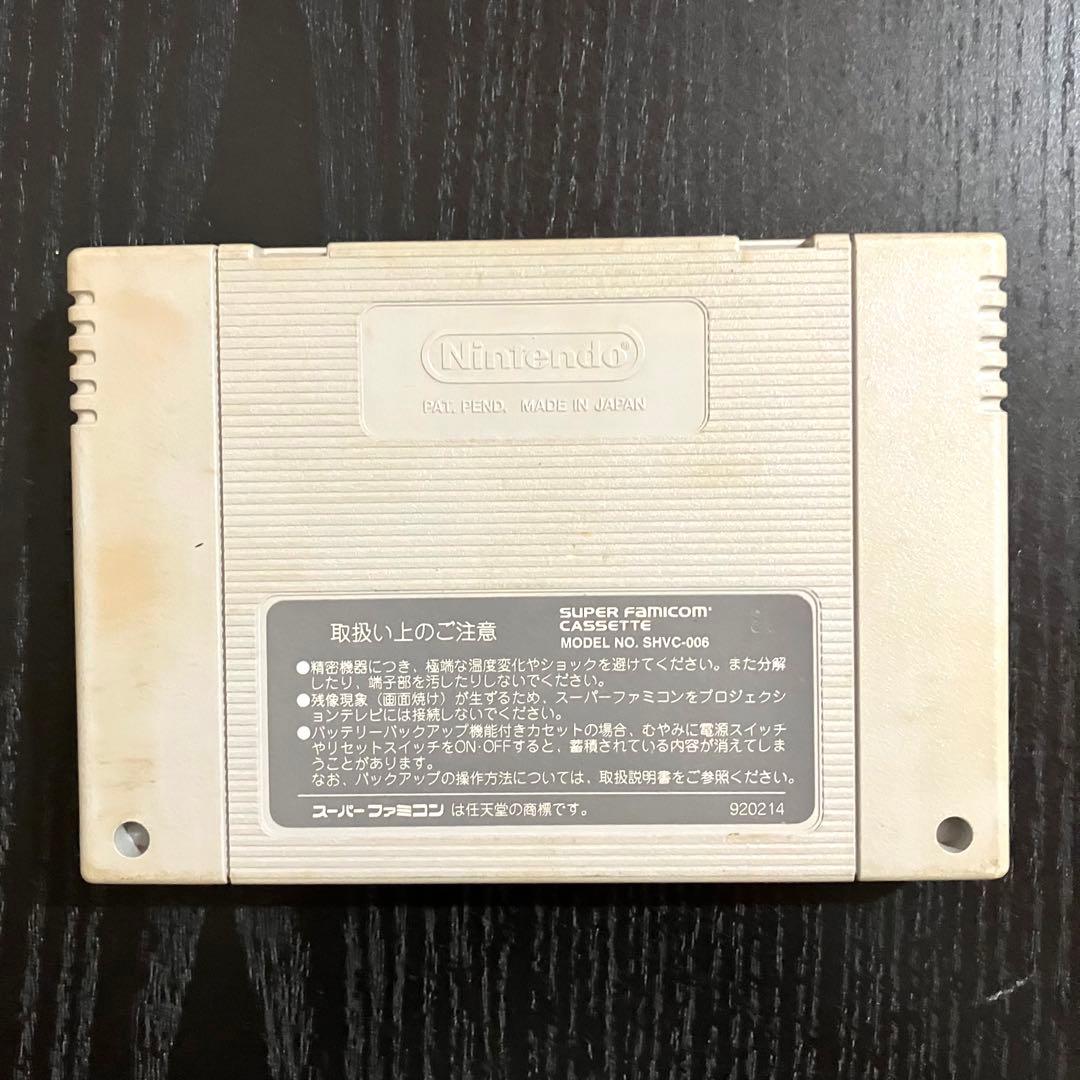 Nintendo®
PAT. PEND. MADE IN JAPAN
取扱い上のご注意
SUPER FAMICOM
CASSETTE
MODEL NO. SHVC-006
●精密機器につき、極端な温度変化やショックを避けてください。また分解
したり、端子部を汚したりしないでください。
●残像現象(画面焼け)が生ずるため、スーパーファミコンをプロジェクシ
ョンテレビには接続しないでください。
●バッテリーバックアップ機能付きカセットの場合、むやみに電源スイッチ
やリセットスイッチをON·OFFすると、蓄積されている内容が消えてしま
うことがあります。
なお、バックアップの操作方法については、取扱説明書をご参照ください。
スーパーファミコン は任天堂の商標です。
920214